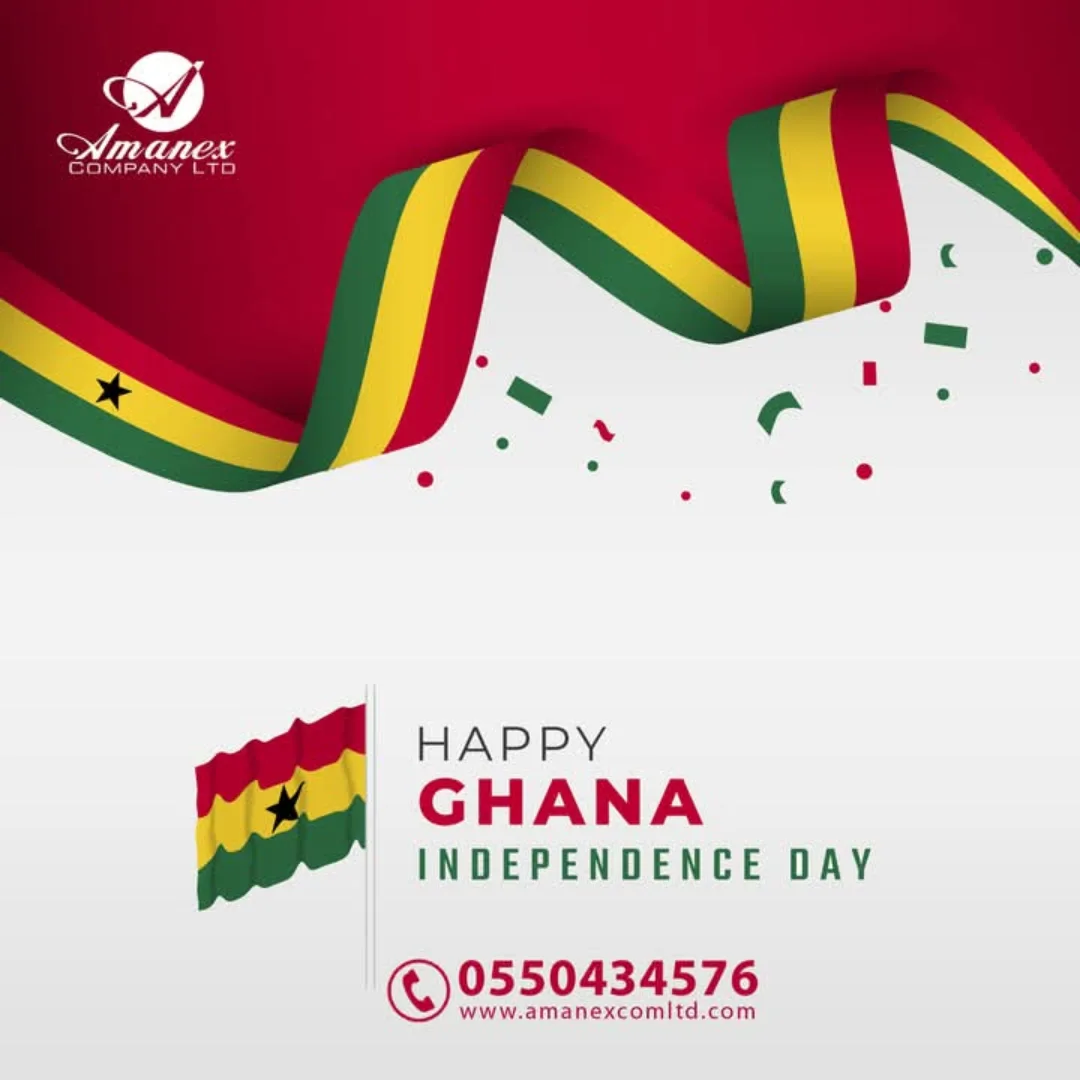 Amanex
COMPANY LTD
HAPPY
GHANA
INDEPENDENCE DAY
0550434576
www.amanexcomltd.com